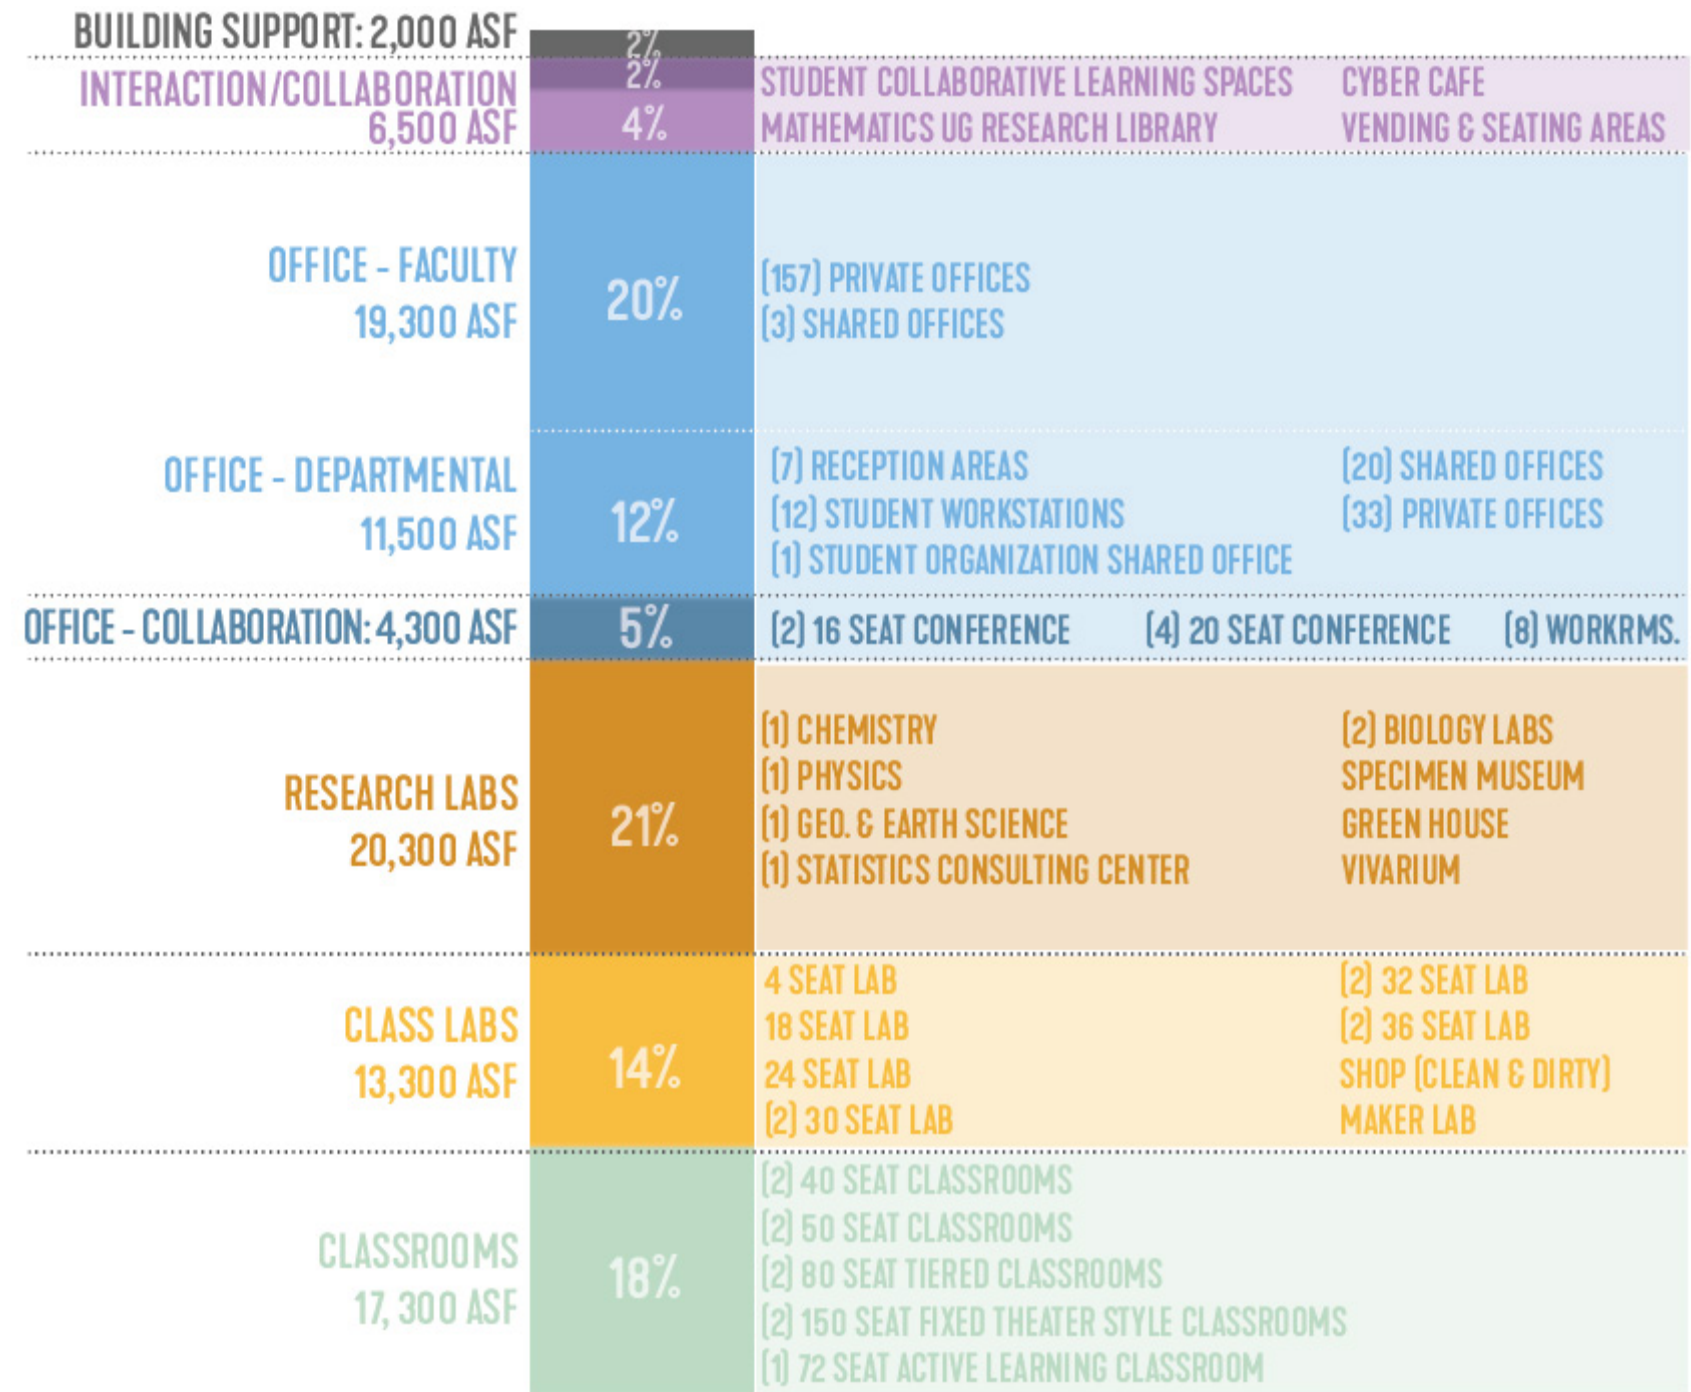 BUILDING SUPPORT: 2,000 ASF
2%
INTERACTION/COLLABORATION
6,500 ASF
2%
4%
STUDENT COLLABORATIVE LEARNING SPACES
MATHEMATICS UG RESEARCH LIBRARY
CYBER CAFE
VENDING & SEATING AREAS
OFFICE - FACULTY
19,300 ASF
20%
(157) PRIVATE OFFICES
(3) SHARED OFFICES
OFFICE - DEPARTMENTAL
11,500 ASF
12%
(7) RECEPTION AREAS
(12) STUDENT WORKSTATIONS
(1) STUDENT ORGANIZATION SHARED OFFICE
(20) SHARED OFFICES
(33) PRIVATE OFFICES
OFFICE - COLLABORATION: 4,300 ASF
5%
(2) 16 SEAT CONFERENCE
(4) 20 SEAT CONFERENCE
(8) WORKRMS.
RESEARCH LABS
20,300 ASF
21%
(1) CHEMISTRY
(1) PHYSICS
(1) GEO. & EARTH SCIENCE
(1) STATISTICS CONSULTING CENTER
(2) BIOLOGY LABS
SPECIMEN MUSEUM
GREEN HOUSE
VIVARIUM
CLASS LABS
13,300 ASF
14%
4 SEAT LAB
18 SEAT LAB
24 SEAT LAB
(2) 30 SEAT LAB
(2) 32 SEAT LAB
(2) 36 SEAT LAB
SHOP (CLEAN & DIRTY)
MAKER LAB
CLASSROOMS
17, 300 ASF
18%
(2) 40 SEAT CLASSROOMS
(2) 50 SEAT CLASSROOMS
(2) 80 SEAT TIERED CLASSROOMS
(2) 150 SEAT FIXED THEATER STYLE CLASSROOMS
(1) 72 SEAT ACTIVE LEARNING CLASSROOM